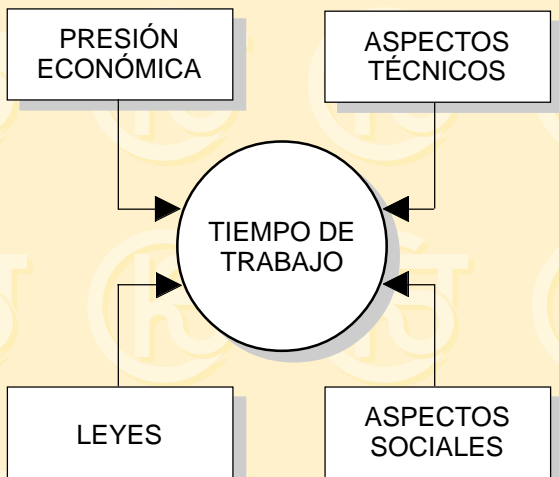 PRESIÓN
ECONÓMICA
ASPECTOS
TÉCNICOS
TIEMPO DE
TRABAJO
LEYES
ASPECTOS
SOCIALES